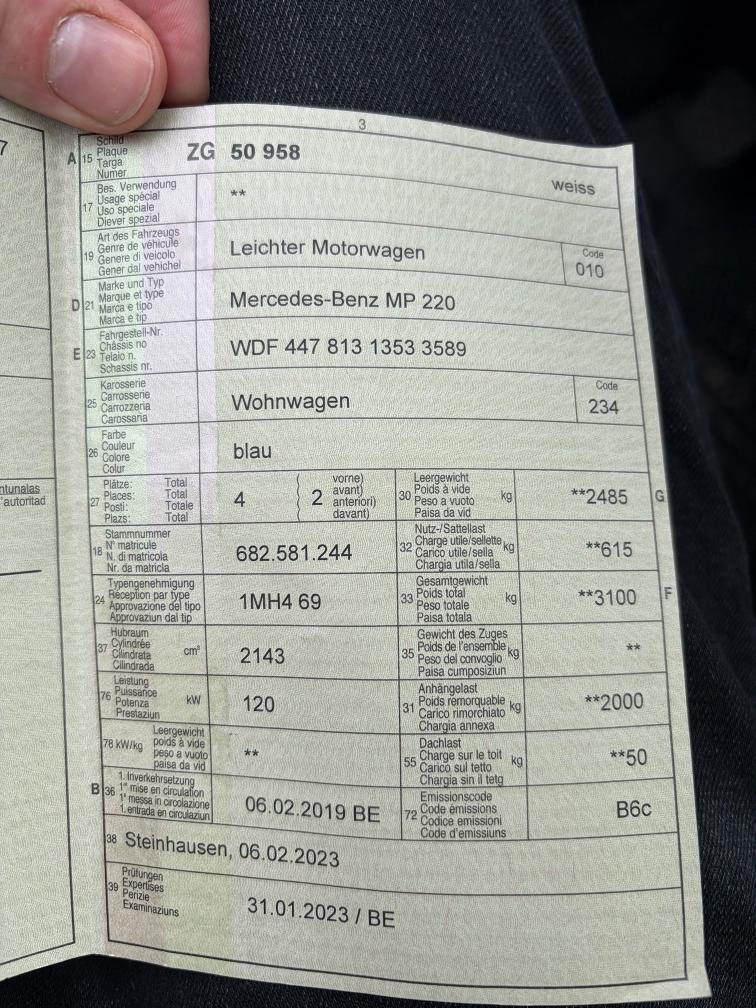 3
A 15 Schild
Plaque
Targa
Numer
ZG 50 958
weiss
17 Bes. Verwendung
Usage spécial
Uso speciale
Diever spezial
**
19 Art des Fahrzeugs
Genre de véhicule
Genere di veicolo
Gener dal vehichel
Leichter Motorwagen
Code
010
D 21 Marke und Typ
Marque et type
Marca e tipo
Marca e tip
Mercedes-Benz MP 220
E 23 Fahrgestell-Nr.
Châssis no
Telaio n.
Schassis nr.
WDF 447 813 1353 3589
25 Karosserie
Carrosserie
Carrozzeria
Carossaria
Wohnwagen
Code
234
26 Farbe
Couleur
Colore
Colur
blau
27 Plätze: Total
Places: Total
Posti: Totale
Plazs: Total
4
2
vorne)
avant)
anteriori)
davant)
30 Leergewicht
Poids à vide
Peso a vuoto
Paisa da vid
kg
**2485
G
18 Stammnummer
N° matricule
N. di matricola
Nr. da matricla
682.581.244
32 Nutz-/Sattellast
Charge utile/sellette
Carico utile/sella
Chargia utila/sella
kg
**615
24 Typengenehmigung
Réception par type
Approvazione del tipo
Approvaziun dal tip
1MH4 69
33 Gesamtgewicht
Poids total
Peso totale
Paisa totala
kg
**3100
F
37 Hubraum
Cylindrée
Cilindrata
Cilindrada
cm³
2143
35 Gewicht des Zuges
Poids de l'ensemble
Peso del convoglio
Paisa cumposiziun
kg
**
76 Leistung
Puissance
Potenza
Prestaziun
kW
120
31 Anhängelast
Poids remorquable
Carico rimorchiato
Chargia annexa
kg
**2000
78 kW/kg
Leergewicht
poids à vide
peso a vuoto
paisa da vid
**
55 Dachlast
Charge sur le toit
Carico sul tetto
Chargia sin il tetg
kg
**50
B 36 1. Inverkehrsetzung
1re mise en circulation
1a messa in circolazione
1. entrada en circulaziun
06.02.2019 BE
72 Emissionscode
Code émissions
Codice emissioni
Code d'emissiuns
B6c
38 Steinhausen, 06.02.2023
39 Prüfungen
Expertises
Perizie
Examinaziuns
31.01.2023 / BE
7
ntunalas
'autoritad